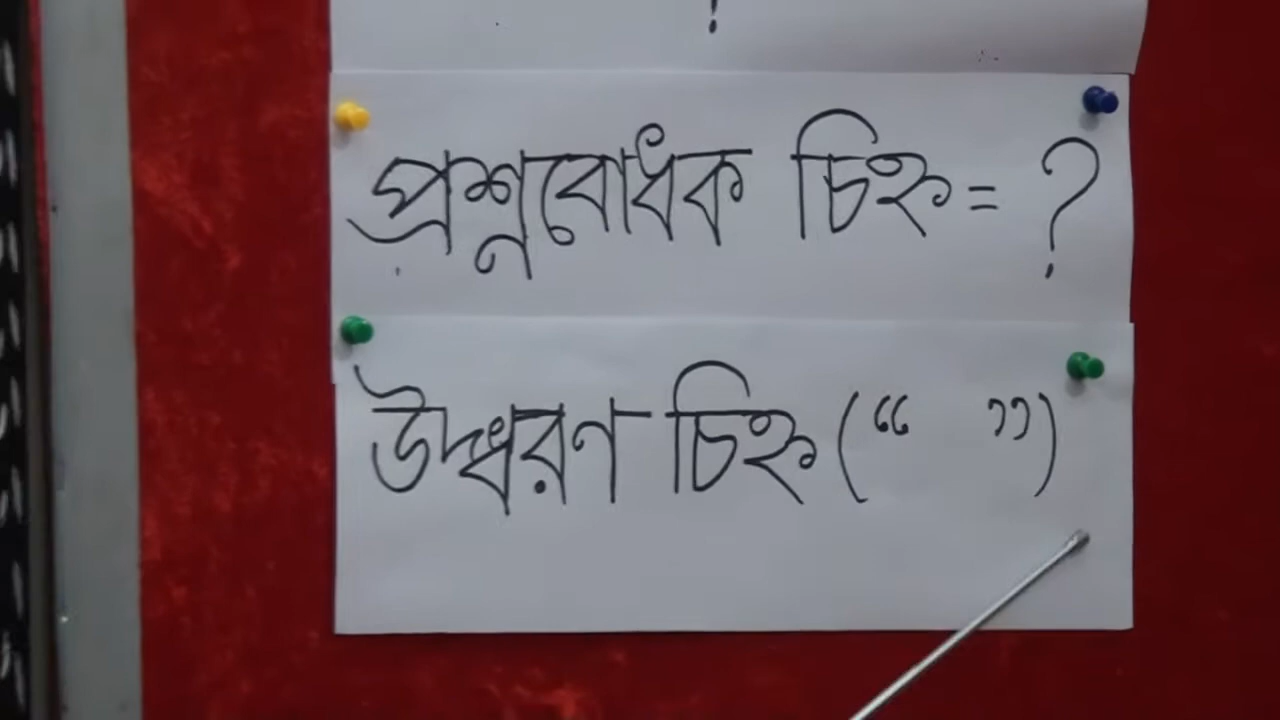 !
প্রশ্নবোধক চিহ্ন = ?
উদ্ধরণ চিহ্ন (“ ”)